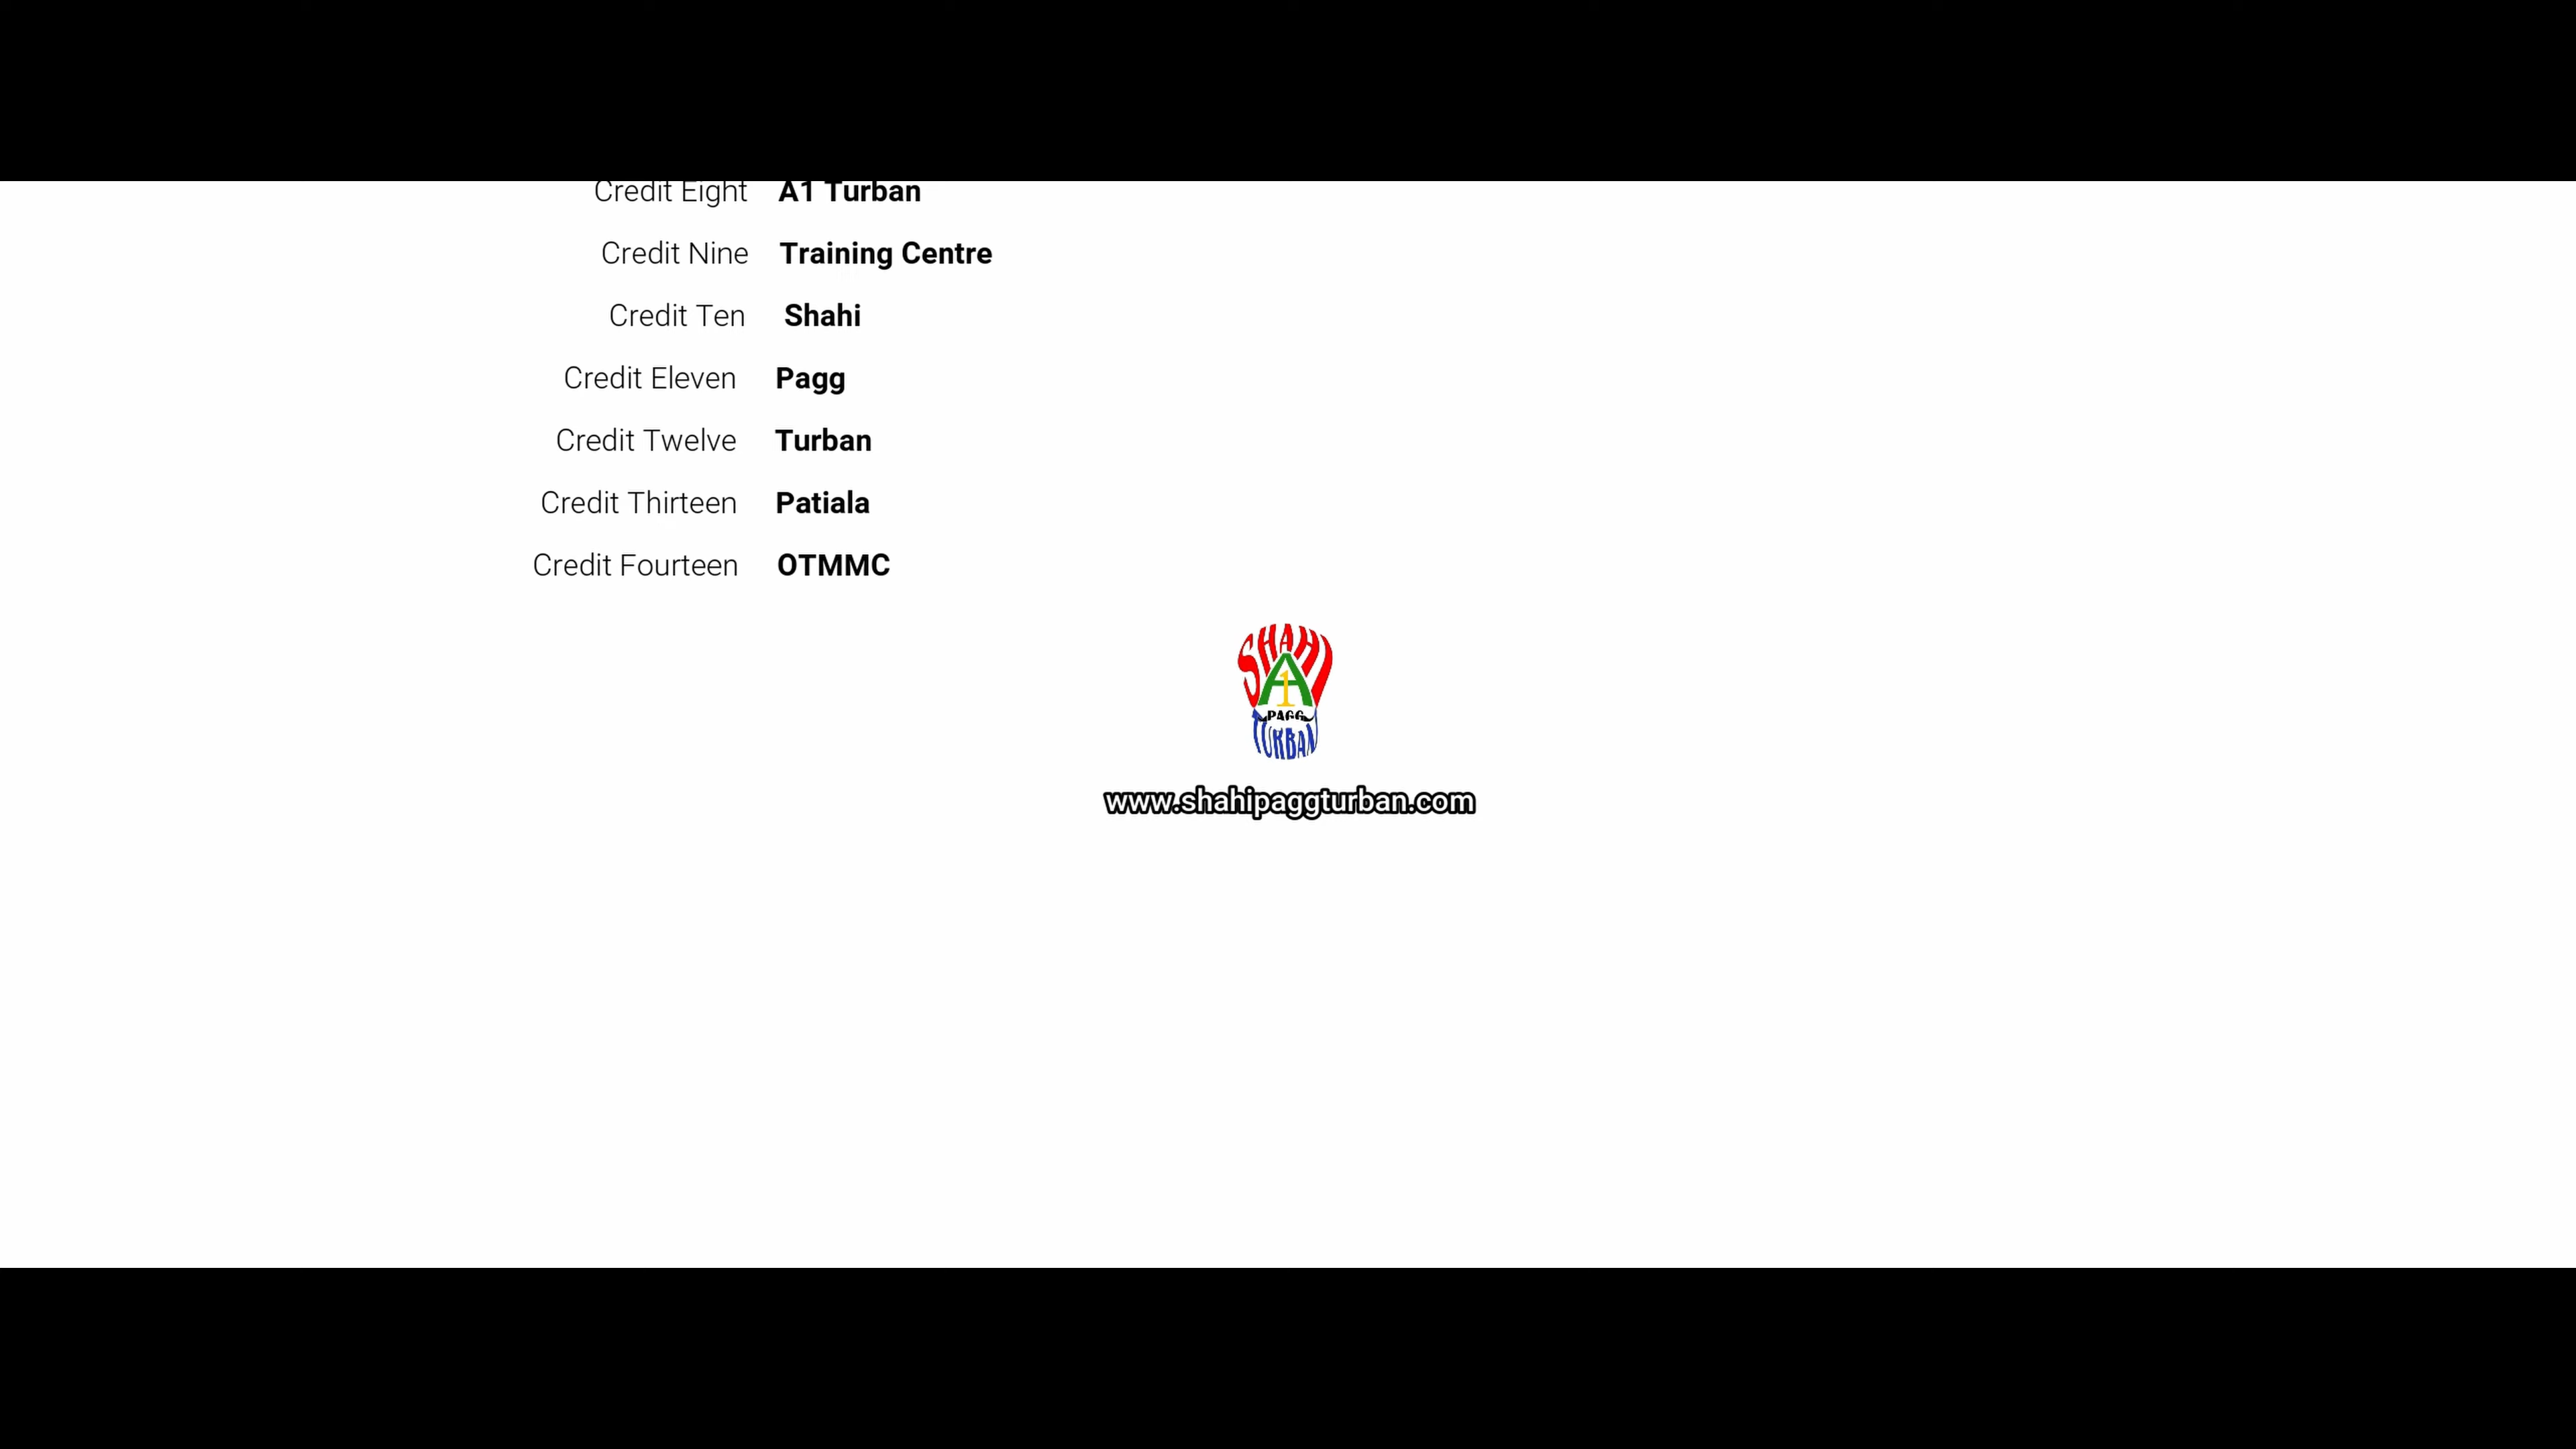 Credit Eight A1 Turban
Credit Nine Training Centre
Credit Ten Shahi
Credit Eleven Pagg
Credit Twelve Turban
Credit Thirteen Patiala
Credit Fourteen OTMMC
SHAHI
A1
PAGG
TURBAN
www.shahipaggturban.com